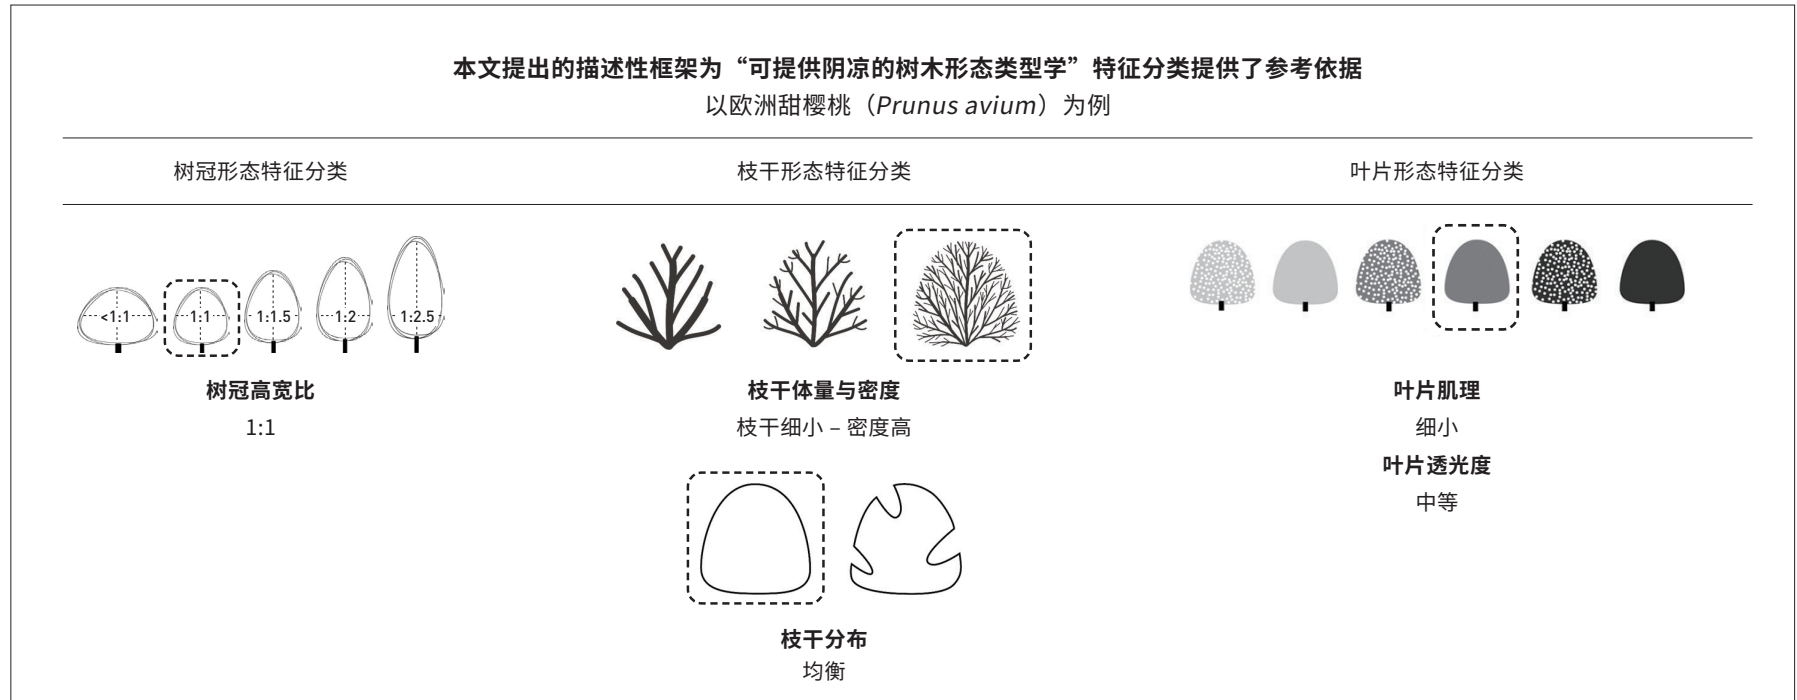 本文提出的描述性框架为“可提供阴凉的树木形态类型学”特征分类提供了参考依据
以欧洲甜樱桃（Prunus avium）为例
树冠形态特征分类
枝干形态特征分类
叶片形态特征分类
<1:1
1:1
1:1.5
1:2
1:2.5
树冠高宽比
1:1
枝干体量与密度
枝干细小 – 密度高
枝干分布
均衡
叶片肌理
细小
叶片透光度
中等